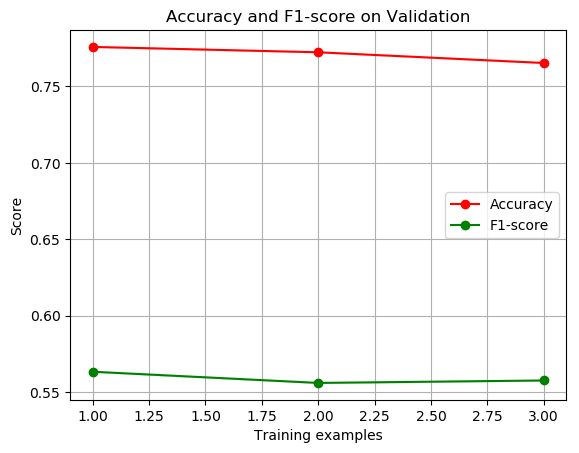 Accuracy and F1-score on Validation
Score
0.75
0.70
0.65
0.60
0.55
Accuracy
F1-score
1.00 1.25 1.50 1.75 2.00 2.25 2.50 2.75 3.00
Training examples